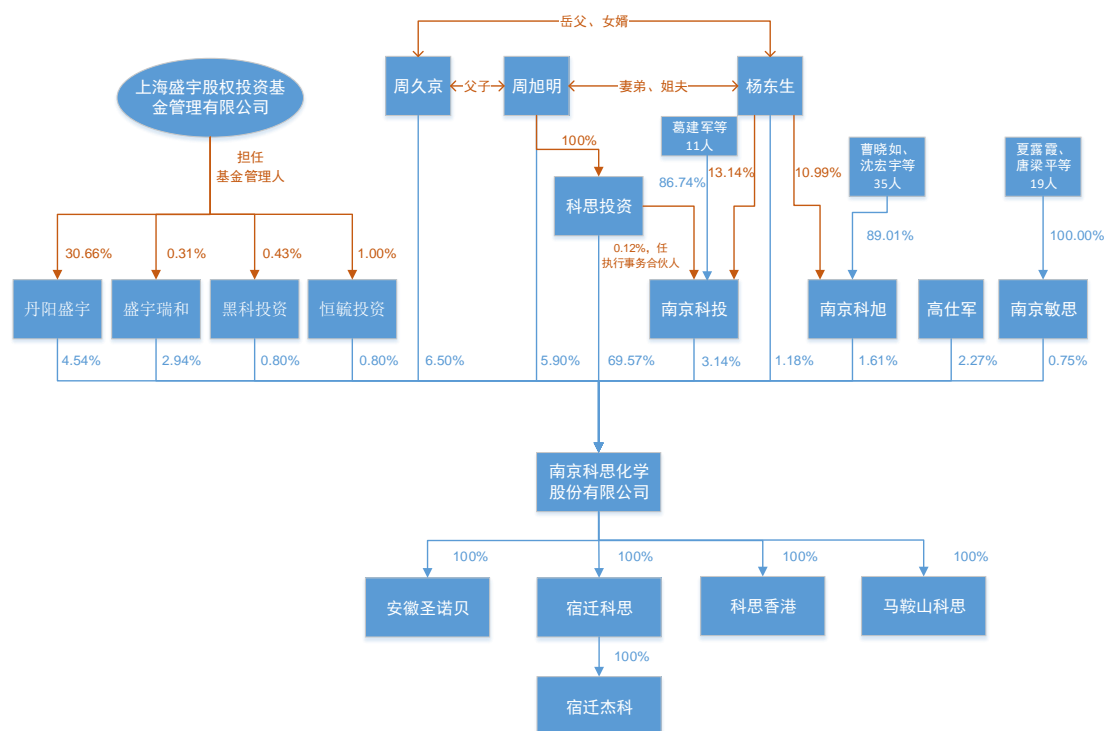 岳父、女婿
上海盛宇股权投资基
金管理有限公司
周久京
父子
周旭明
妻弟、姐夫
杨东生
担任
基金管理人
100%
葛建军等
11人
曹晓如、
沈宏宇等
35人
夏露霞、
唐梁平等
19人
科思投资
86.74%
13.14%
10.99%
89.01%
100.00%
30.66%
0.31%
0.43%
1.00%
0.12%，任
执行事务合伙人
丹阳盛宇
盛宇瑞和
黑科投资
恒毓投资
南京科投
南京科旭
高仕军
南京敏思
4.54%
2.94%
0.80%
0.80%
6.50%
5.90%
69.57%
3.14%
1.18%
1.61%
2.27%
0.75%
南京科思化学
股份有限公司
100%
100%
100%
100%
安徽圣诺贝
宿迁科思
科思香港
马鞍山科思
100%
宿迁杰科